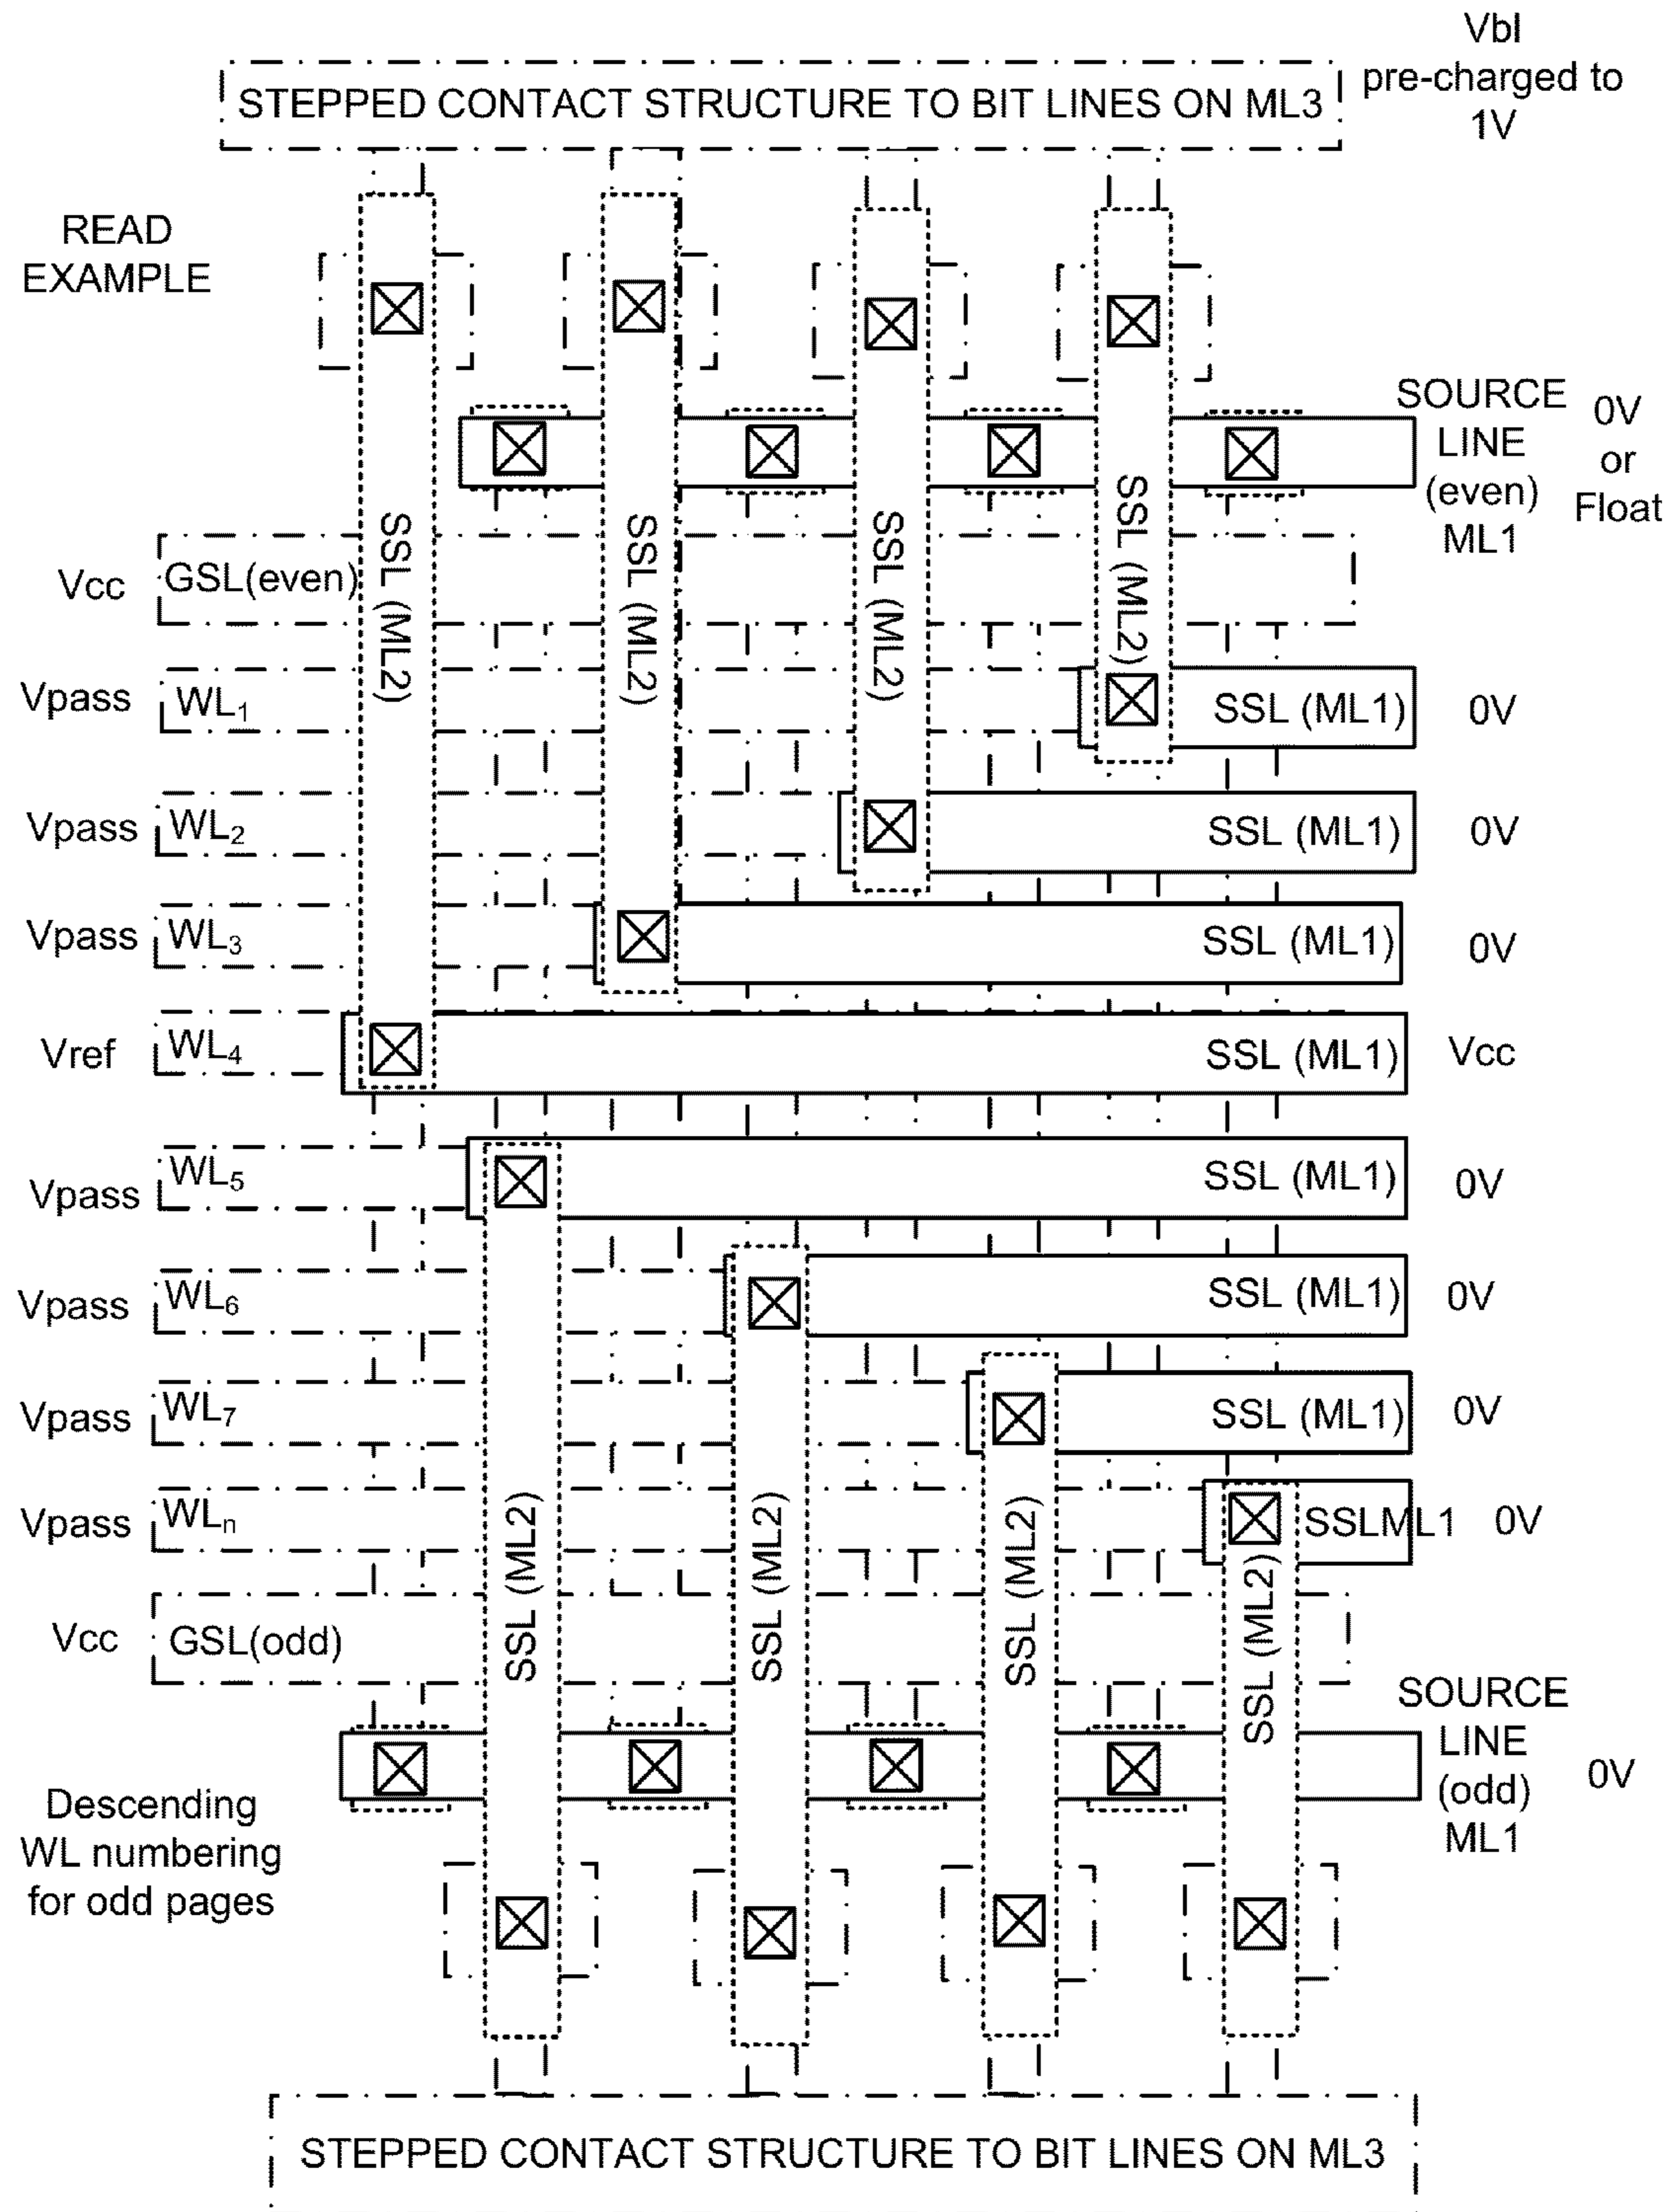 Vbl
pre-charged to
1V
STEPPED CONTACT STRUCTURE TO BIT LINES ON ML3
READ
EXAMPLE
SOURCE
LINE
(even)
ML1
0V
or
Float
SSL (ML2)
SSL (ML2)
SSL (ML2)
SSL (ML2)
Vcc GSL(even)
Vpass WL1 SSL (ML1) 0V
Vpass WL2 SSL (ML1) 0V
Vpass WL3 SSL (ML1) 0V
Vref WL4 SSL (ML1) Vcc
Vpass WL5 SSL (ML1) 0V
Vpass WL6 SSL (ML1) 0V
Vpass WL7 SSL (ML1) 0V
Vpass WLn SSLML1 0V
SSL (ML2)
SSL (ML2)
SSL (ML2)
SSL (ML2)
Vcc GSL(odd)
SOURCE
LINE
(odd)
ML1
0V
Descending
WL numbering
for odd pages
STEPPED CONTACT STRUCTURE TO BIT LINES ON ML3